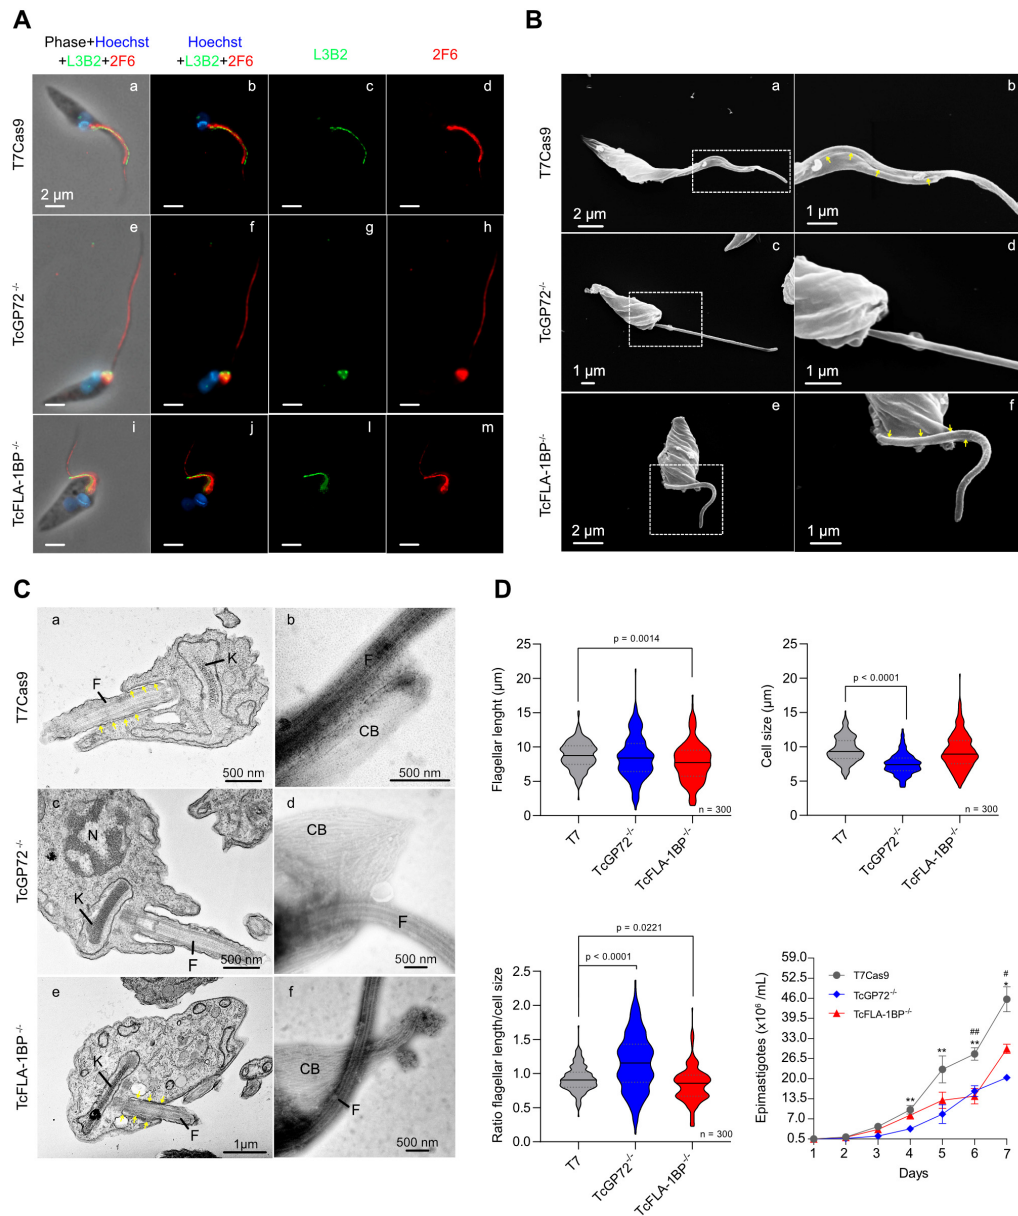 A
Phase+Hoechst
+L3B2+2F6
Hoechst
+L3B2+2F6
L3B2
2F6
T7Cas9
a
b
c
d
2 µm
TcGP72-/-
e
f
g
h
TcFLA-1BP-/-
i
j
l
m
B
T7Cas9
a
b
2 µm
1 µm
TcGP72-/-
c
d
1 µm
1 µm
TcFLA-1BP-/-
e
f
2 µm
1 µm
C
T7Cas9
a
F
K
500 nm
b
F
CB
500 nm
TcGP72-/-
c
N
K
F
500 nm
d
CB
F
500 nm
TcFLA-1BP-/-
e
K
F
1µm
f
CB
F
500 nm
D
p = 0.0014
Flagellar lenght (µm)
25
20
15
10
5
0
n = 300
T7
TcGP72-/-
TcFLA-1BP-/-
p < 0.0001
Cell size (µm)
25
20
15
10
5
0
n = 300
T7
TcGP72-/-
TcFLA-1BP-/-
p = 0.0221
p < 0.0001
Ratio flagellar length/cell size
2.5
2.0
1.5
1.0
0.5
0.0
n = 300
T7
TcGP72-/-
TcFLA-1BP-/-
Epimastigotes (x10⁶ /mL)
59.0
52.5
46.0
39.5
33.0
26.5
20.0
13.5
7.0
0.5
T7Cas9
TcGP72-/-
TcFLA-1BP-/-
**
**
##
**
#
*
1 2 3 4 5 6 7
Days